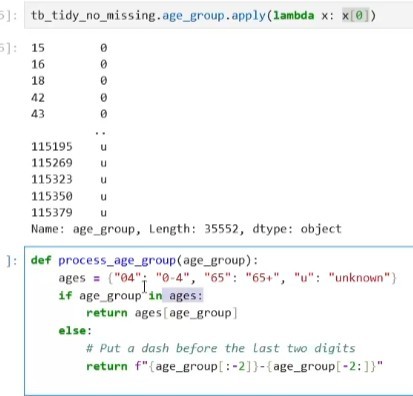 5]: tb_tidy_no_missing.age_group.apply(lambda x: x[0])
5]: 15 0
16 0
18 0
42 0
43 0
..
115195 u
115269 u
115323 u
115350 u
115379 u
Name: age_group, Length: 35552, dtype: object
]: def process_age_group(age_group):
ages = {"04": "0-4", "65": "65+", "u": "unknown"}
if age_group in ages:
return ages[age_group]
else:
# Put a dash before the last two digits
return f"{age_group[:-2]}-{age_group[-2:]}"